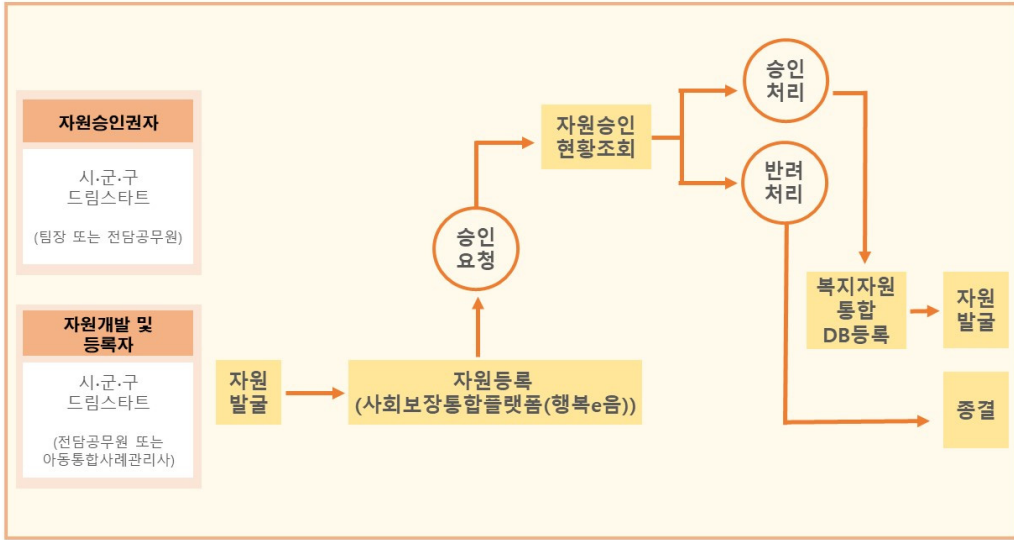 자원승인권자
시·군·구
드림스타트
(팀장 또는 전담공무원)
자원개발 및
등록자
시·군·구
드림스타트
(전담공무원 또는
아동통합사례관리사)
자원
발굴
자원등록
(사회보장통합플랫폼(행복e음))
승인
요청
자원승인
현황조회
승인
처리
반려
처리
복지자원
통합
DB등록
자원
발굴
종결